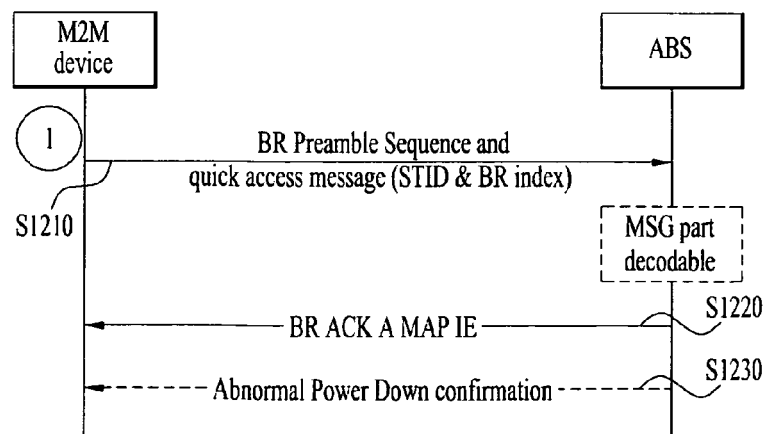 M2M
device
ABS
1
BR Preamble Sequence and
quick access message (STID & BR index)
S1210
MSG part
decodable
S1220
BR ACK A MAP IE
S1230
Abnormal Power Down confirmation